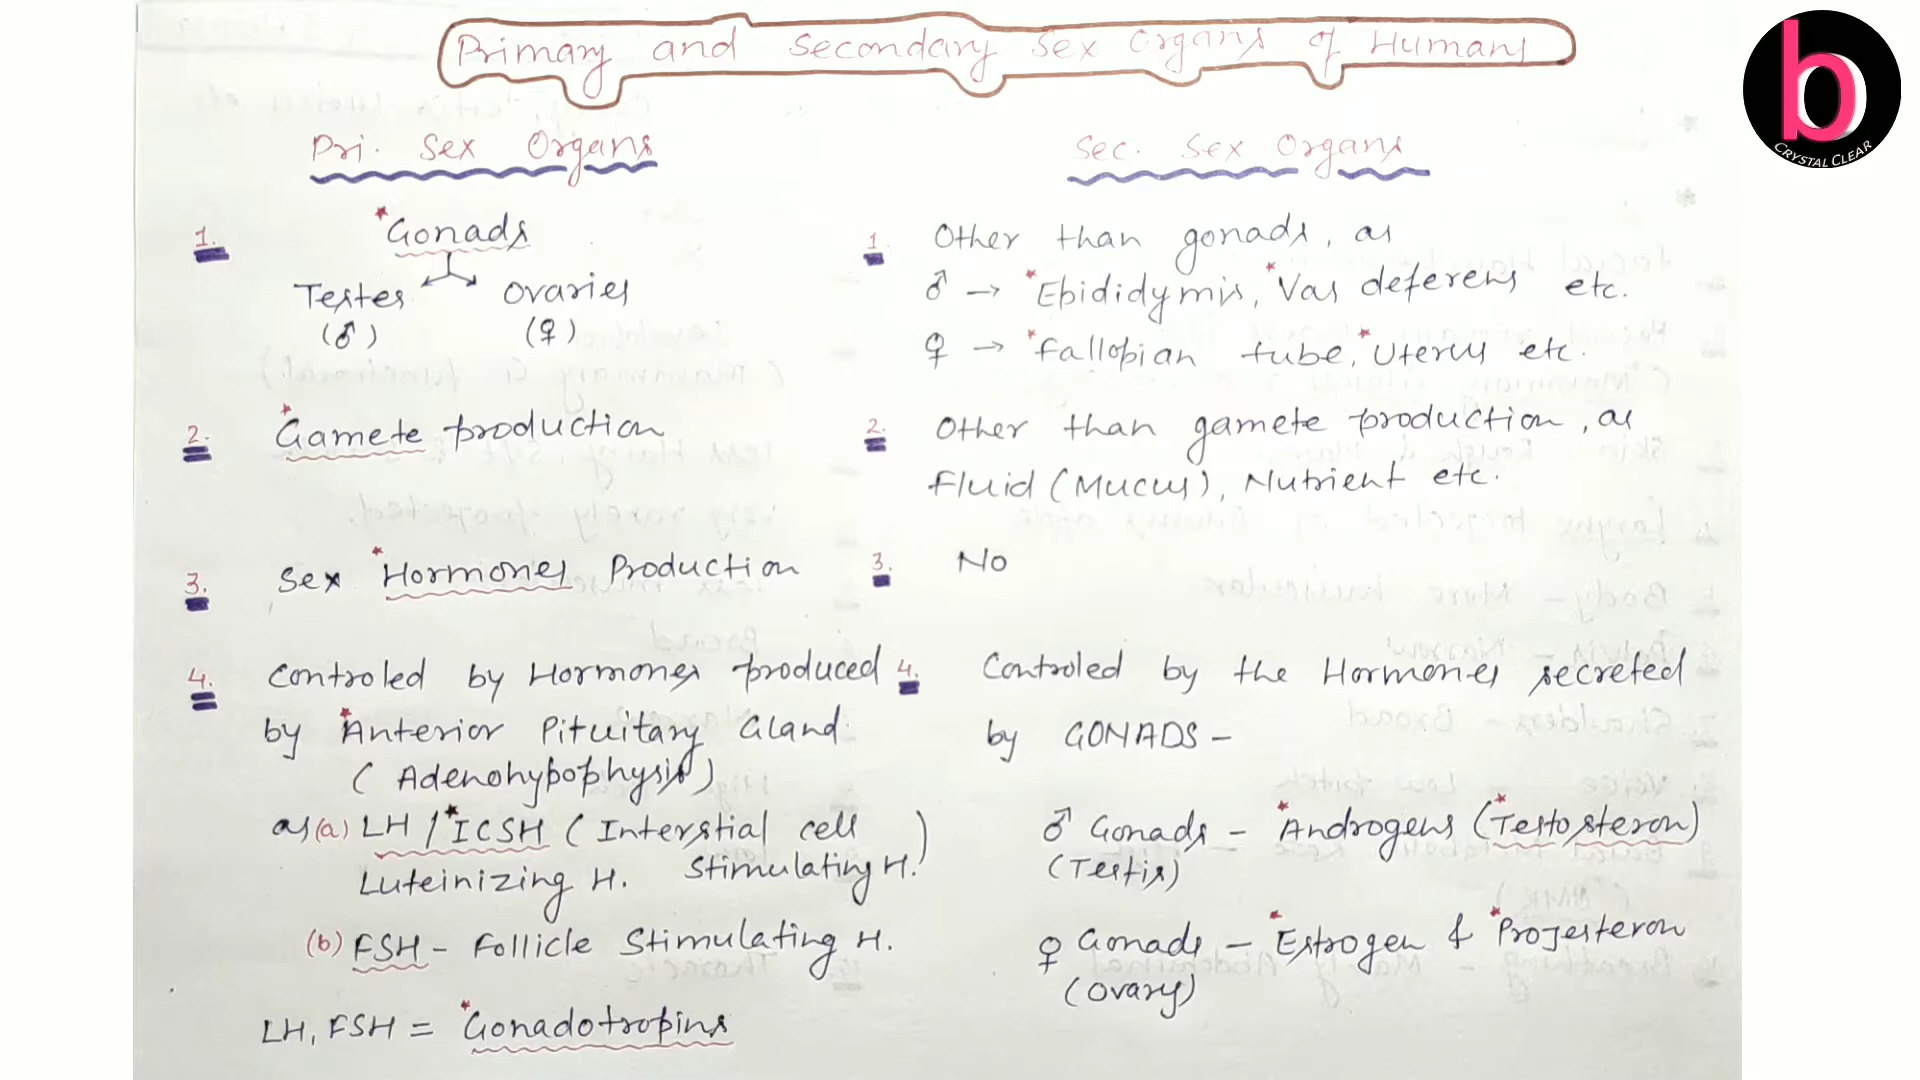 Primary and Secondary Sex Organs of Humans
b
CRYSTAL CLEAR
Pri. Sex Organs
1. Gonads
Testes Ovaries
(♂) (♀)
2. Gamete production
3. Sex Hormones Production
4. Controled by Hormones produced
by Anterior Pituitary Gland.
(Adenohypophysis)
as (a) LH / ICSH (Interstial cell
Luteinizing H. Stimulating H.)
(b) FSH - Follicle Stimulating H.
LH, FSH = Gonadotropins
Sec. Sex Organs
1 Other than gonads, as
♂ → Epididymis, Vas deferens etc.
♀ → Fallopian tube, Uterus etc.
2. Other than gamete production, as
Fluid (Mucus), Nutrient etc.
3. No
4. Controled by the Hormones secreted
by GONADS -
♂ Gonads - Androgens (Testosteron)
(Testis)
♀ Gonads - Estrogen & Projesteron
(Ovary)